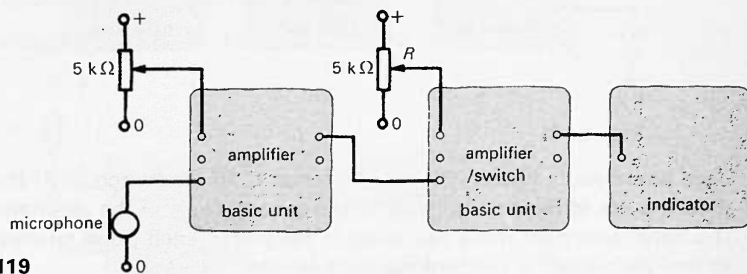 +
+
5 kΩ
5 kΩ
R
0
0
amplifier
amplifier
/switch
basic unit
basic unit
indicator
microphone
0
119